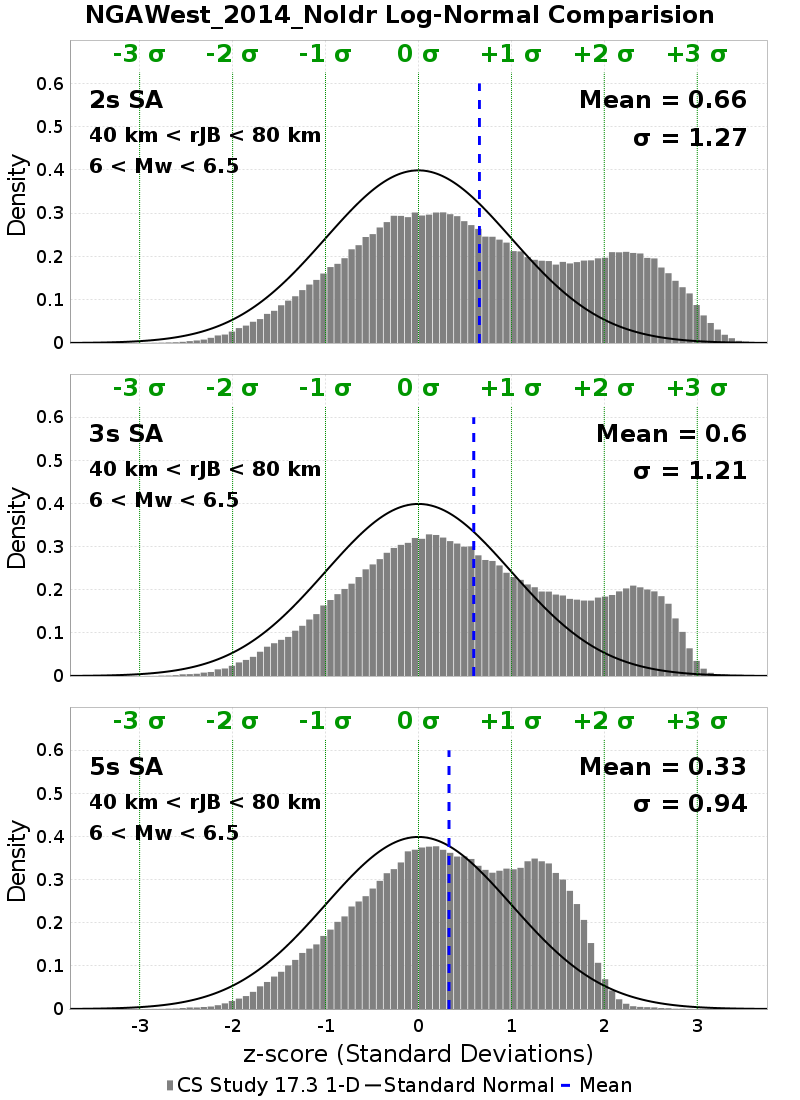 NGAWest_2014_NoIdr Log-Normal Comparision
-3 σ -2 σ -1 σ 0 σ +1 σ +2 σ +3 σ
0.6
2s SA Mean = 0.66
0.5
40 km < rJB < 80 km σ = 1.27
6 < Mw < 6.5
0.4
0.3
0.2
0.1
0
Density
-3 σ -2 σ -1 σ 0 σ +1 σ +2 σ +3 σ
0.6
3s SA Mean = 0.6
0.5
40 km < rJB < 80 km σ = 1.21
6 < Mw < 6.5
0.4
0.3
0.2
0.1
0
Density
-3 σ -2 σ -1 σ 0 σ +1 σ +2 σ +3 σ
0.6
5s SA Mean = 0.33
0.5
40 km < rJB < 80 km σ = 0.94
6 < Mw < 6.5
0.4
0.3
0.2
0.1
0
Density
-3 -2 -1 0 1 2 3
z-score (Standard Deviations)
CS Study 17.3 1-D Standard Normal Mean